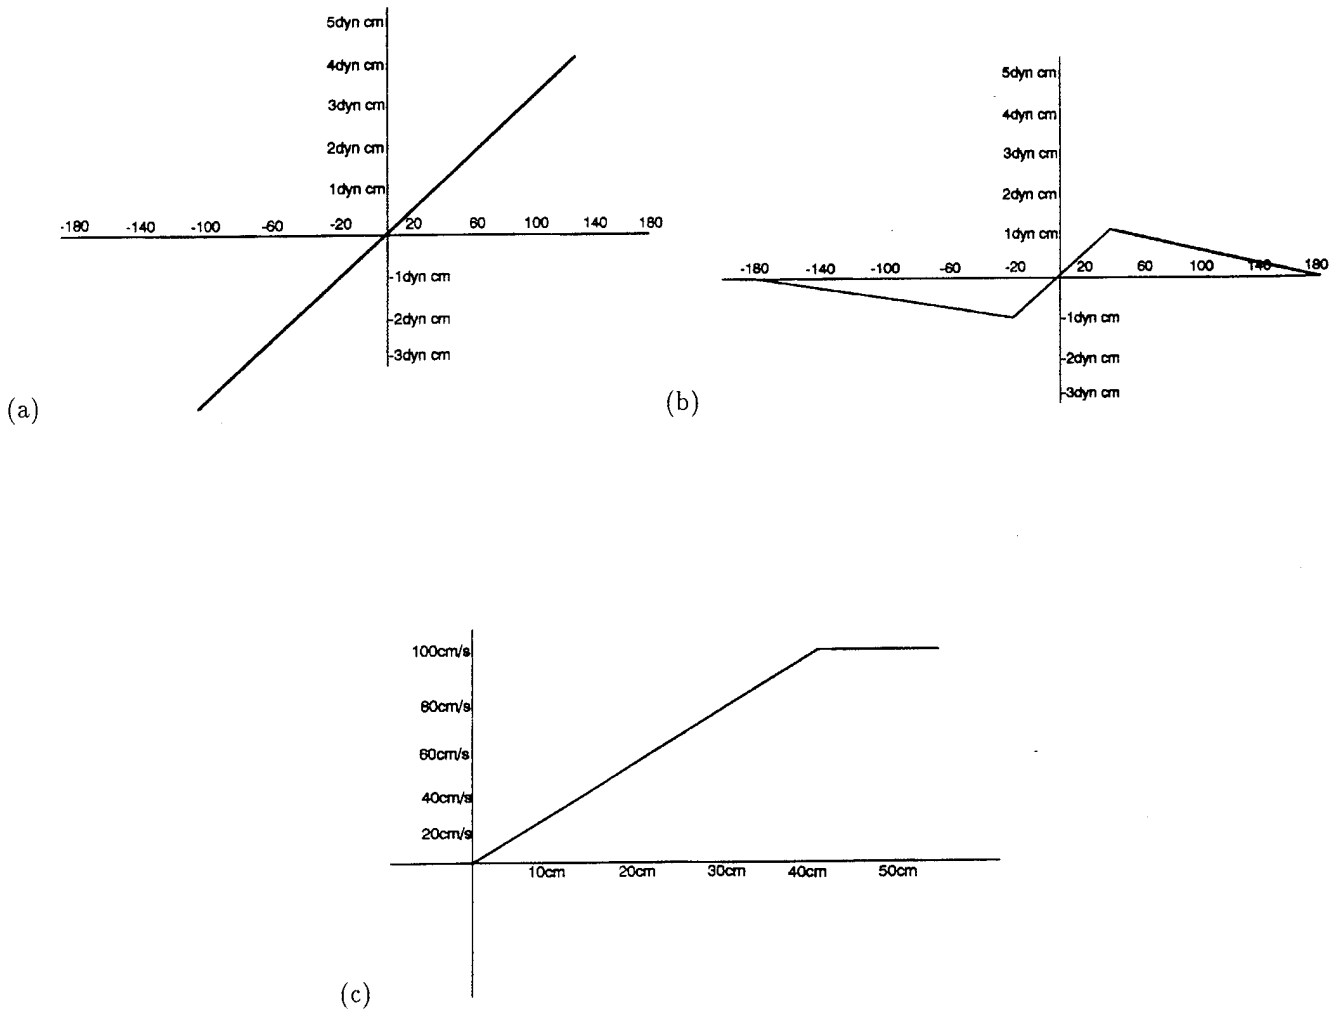 5dyn cm
4dyn cm
3dyn cm
2dyn cm
1dyn cm
-180 -140 -100 -60 -20 20 60 100 140 180
-1dyn cm
-2dyn cm
-3dyn cm
(a)
5dyn cm
4dyn cm
3dyn cm
2dyn cm
1dyn cm
-180 -140 -100 -60 -20 20 60 100 140 180
-1dyn cm
-2dyn cm
-3dyn cm
(b)
100cm/s
80cm/s
60cm/s
40cm/s
20cm/s
10cm 20cm 30cm 40cm 50cm
(c)